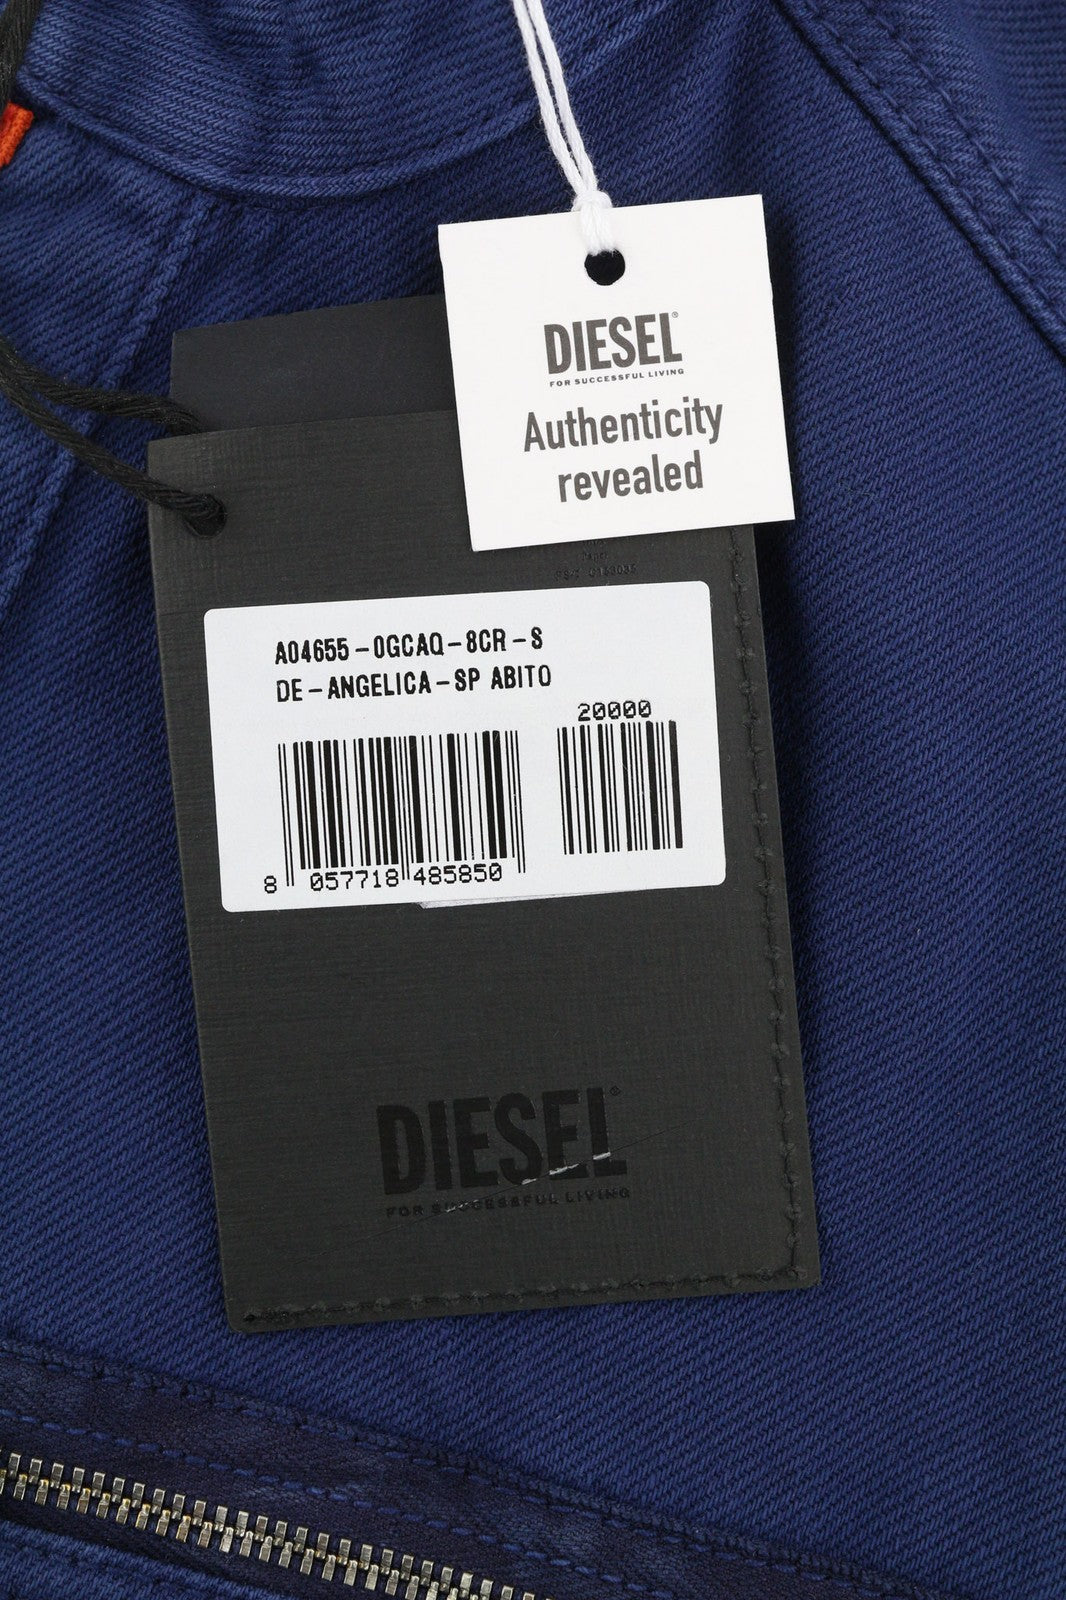 DIESEL®
FOR SUCCESSFUL LIVING
Authenticity
revealed
A04655-0GCAQ-8CR-S
DE-ANGELICA-SP ABITO
20000
8 057718 485850
DIESEL®
FOR SUCCESSFUL LIVING